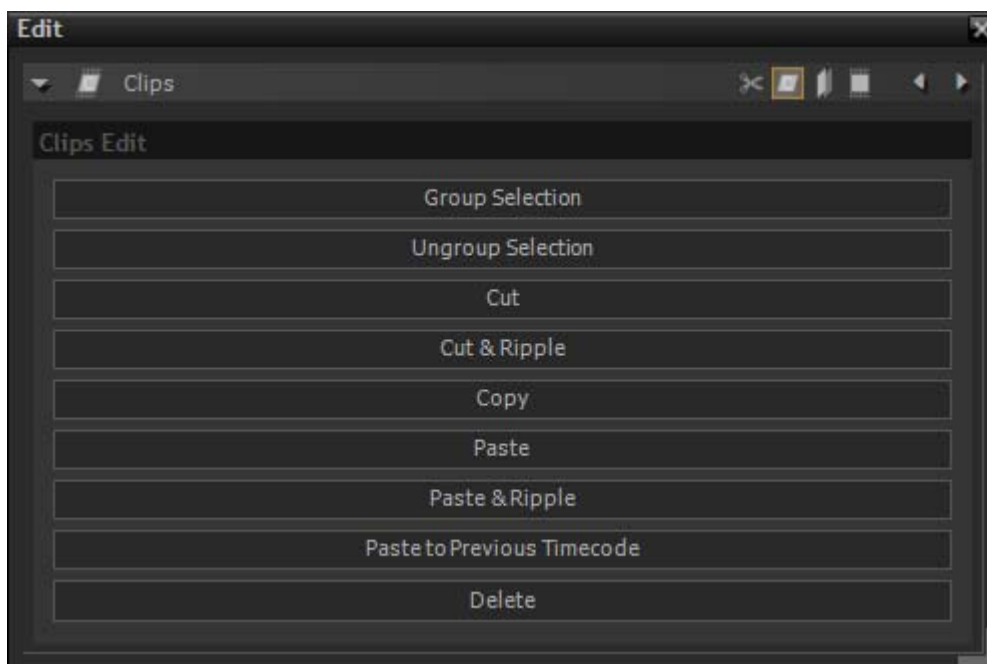 Edit
Clips
Clips Edit
Group Selection
Ungroup Selection
Cut
Cut & Ripple
Copy
Paste
Paste & Ripple
Paste to Previous Timecode
Delete